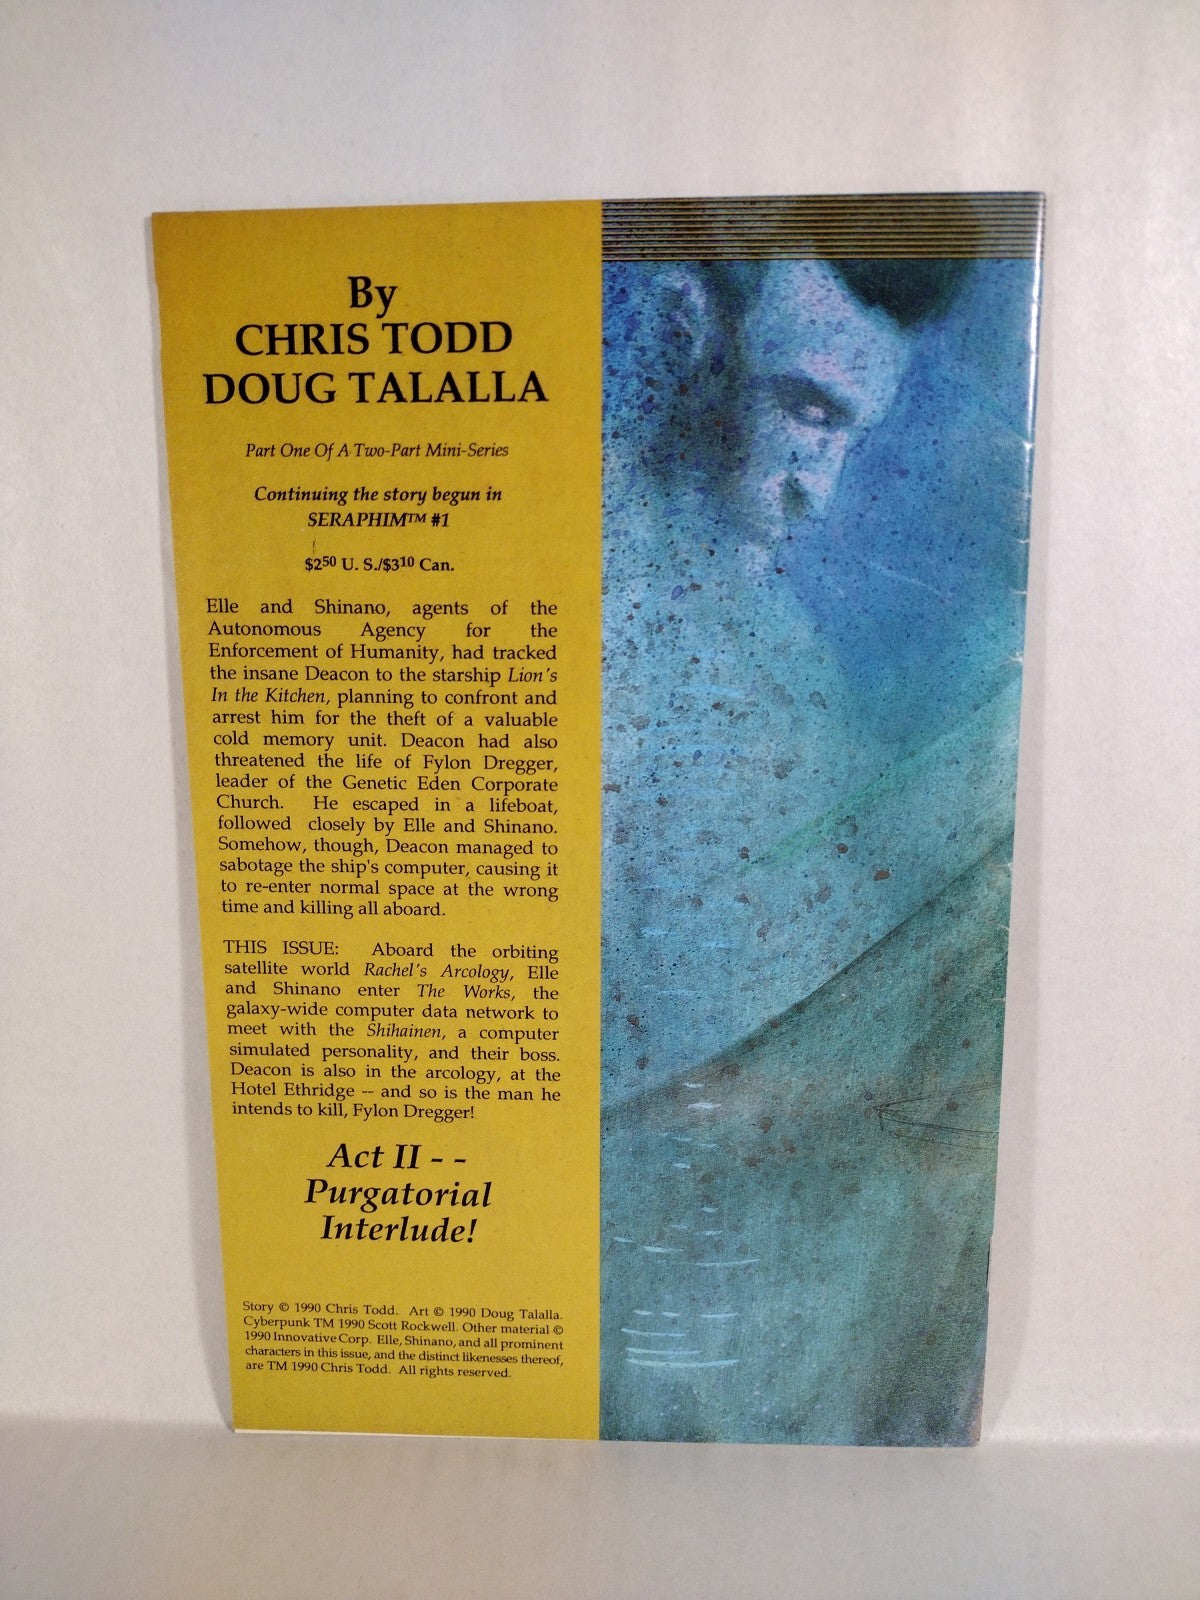 By
CHRIS TODD
DOUG TALALLA
Part One Of A Two-Part Mini-Series
Continuing the story begun in
SERAPHIM™ #1
$2⁵⁰ U. S./$3¹⁰ Can.
Elle and Shinano, agents of the
Autonomous Agency for the
Enforcement of Humanity, had tracked
the insane Deacon to the starship Lion's
In the Kitchen, planning to confront and
arrest him for the theft of a valuable
cold memory unit. Deacon had also
threatened the life of Fylon Dregger,
leader of the Genetic Eden Corporate
Church. He escaped in a lifeboat,
followed closely by Elle and Shinano.
Somehow, though, Deacon managed to
sabotage the ship's computer, causing it
to re-enter normal space at the wrong
time and killing all aboard.
THIS ISSUE: Aboard the orbiting
satellite world Rachel's Arcology, Elle
and Shinano enter The Works, the
galaxy-wide computer data network to
meet with the Shihainen, a computer
simulated personality, and their boss.
Deacon is also in the arcology, at the
Hotel Ethridge -- and so is the man he
intends to kill, Fylon Dregger!
Act II - -
Purgatorial
Interlude!
Story © 1990 Chris Todd. Art © 1990 Doug Talalla.
Cyberpunk TM 1990 Scott Rockwell. Other material ©
1990 Innovative Corp. Elle, Shinano, and all prominent
characters in this issue, and the distinct likenesses thereof,
are TM 1990 Chris Todd. All rights reserved.